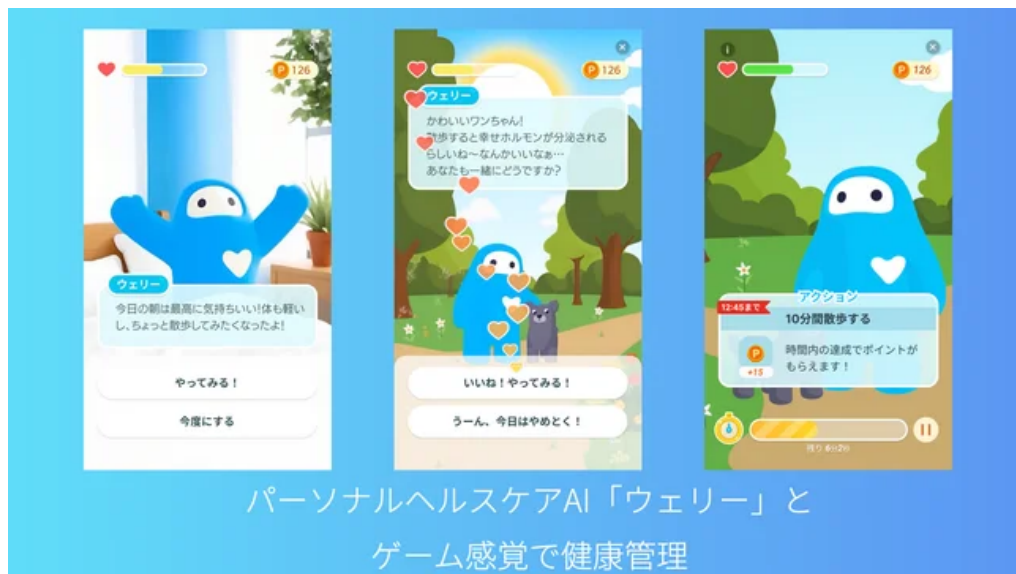 P 126
ウェリー
今日の朝は最高に気持ちいい!体も軽い
し、ちょっと散歩してみたくなったよ!
やってみる！
今度にする
P 126
ウェリー
かわいいワンちゃん!
散歩すると幸せホルモンが分泌される
らしいね〜なんかいいなぁ…
あなたも一緒にどうですか?
いいね！やってみる！
うーん、今日はやめとく！
P 126
アクション
12:45まで
10分間散歩する
P
+15
時間内の達成でポイントが
もらえます！
残り 6分2秒
パーソナルヘルスケアAI「ウェリー」と
ゲーム感覚で健康管理